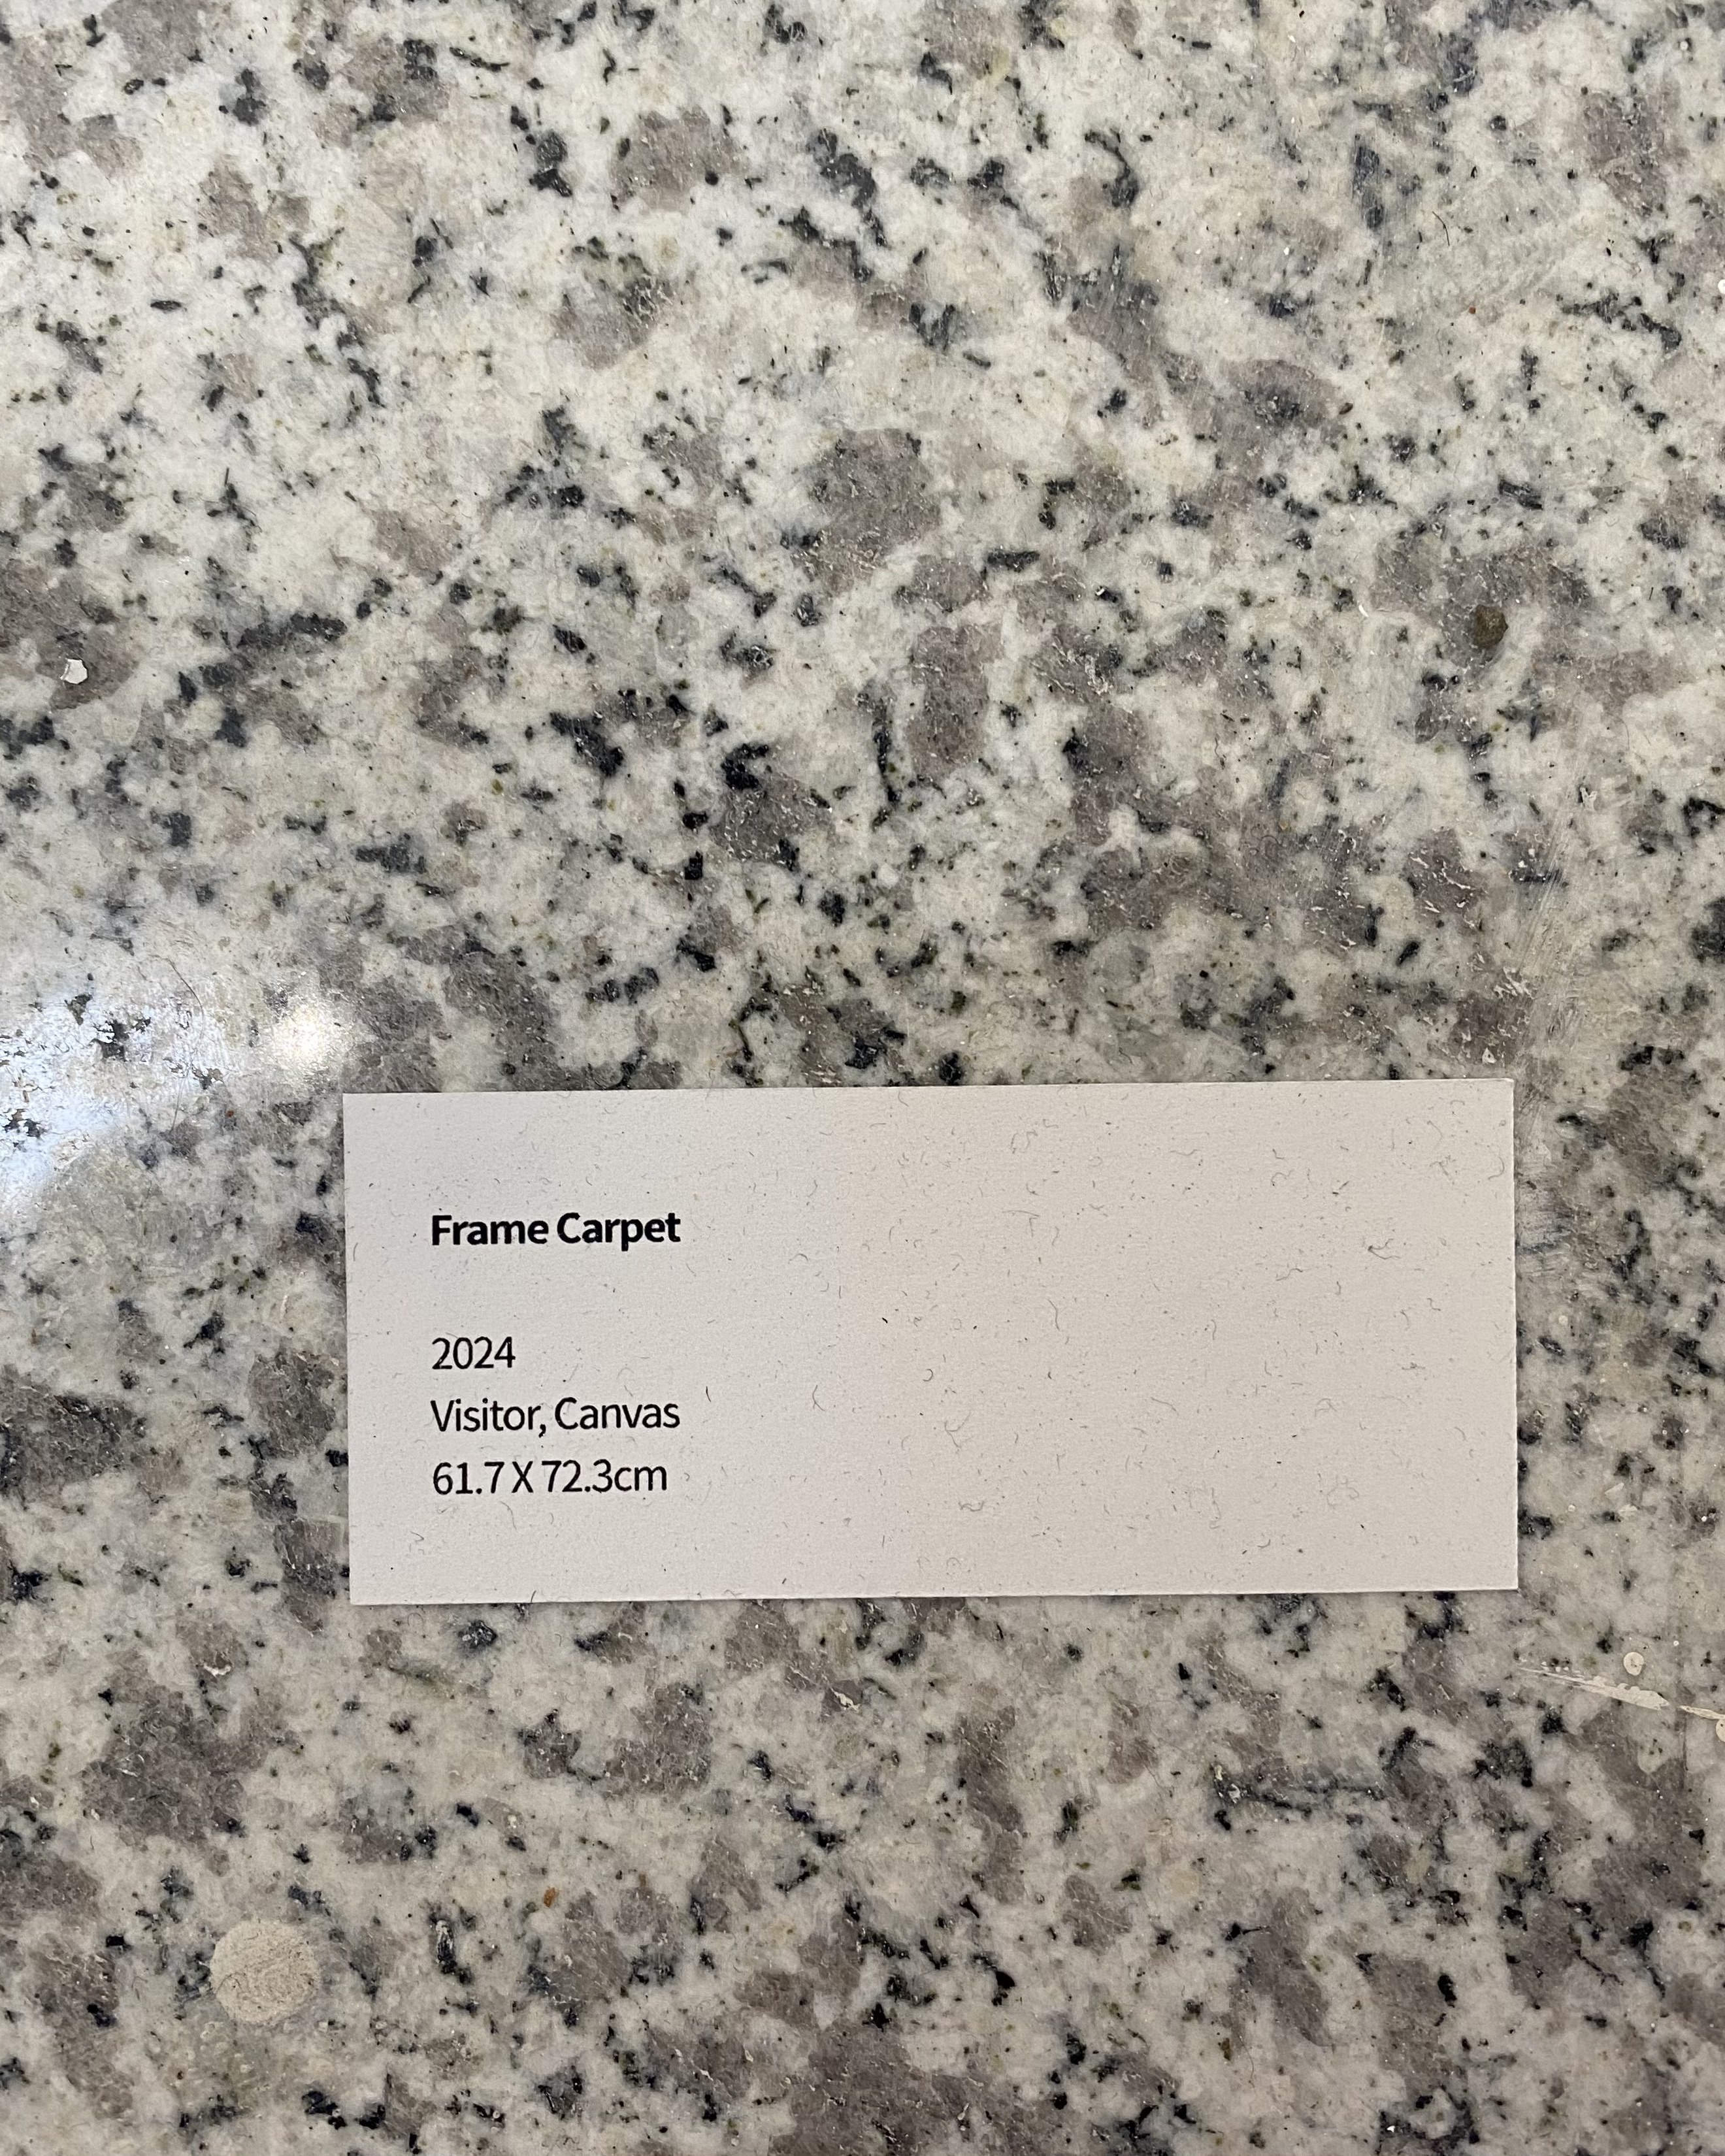 Frame Carpet
2024
Visitor, Canvas
61.7 X 72.3cm